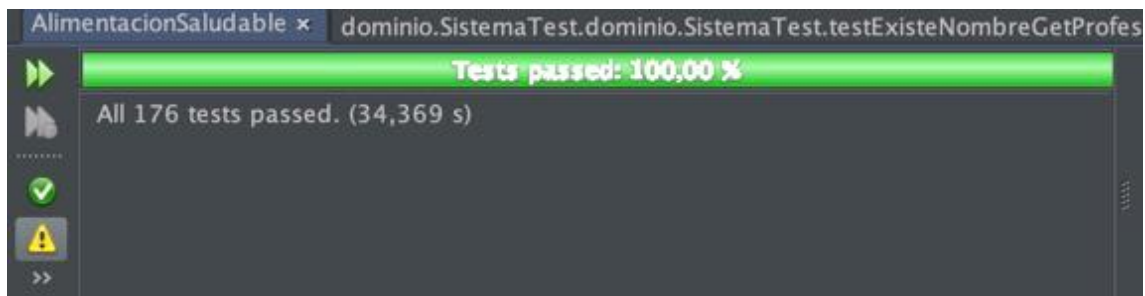 AlimentacionSaludable × dominio.SistemaTest.dominio.SistemaTest.testExisteNombreGetProfes
Tests passed: 100,00 %
All 176 tests passed. (34,369 s)